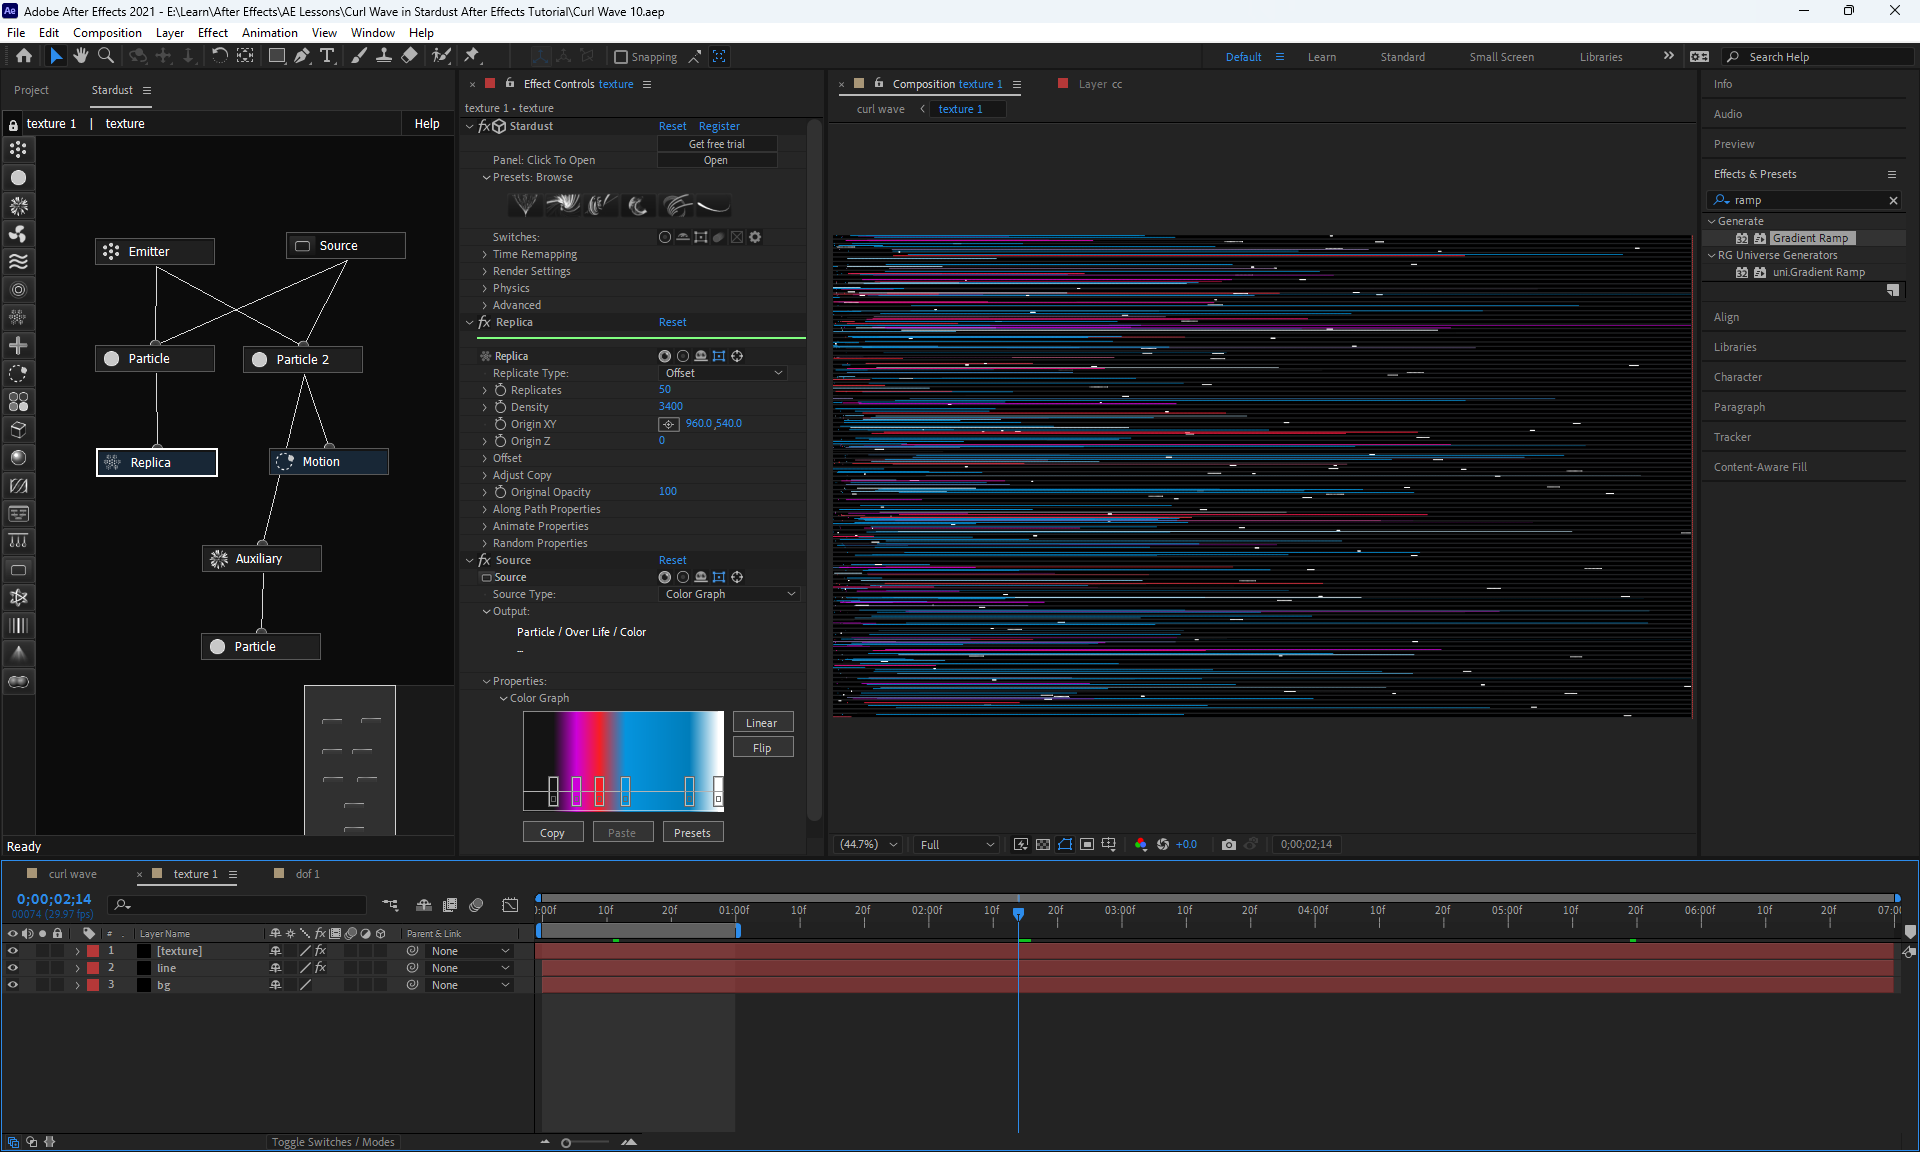 Adobe After Effects 2021 - E:\Learn\After Effects\AE Lessons\Curl Wave in Stardust After Effects Tutorial\Curl Wave 10.aep
File Edit Composition Layer Effect Animation View Window Help
Snapping
Default Learn Standard Small Screen Libraries
Search Help
Project
Stardust
texture 1 | texture
Help
Emitter
Source
Particle
Particle 2
Replica
Motion
Auxiliary
Particle
Ready
Effect Controls texture
texture 1 • texture
Stardust Reset Register
Get free trial
Panel: Click To Open Open
Presets: Browse
Switches:
Time Remapping
Render Settings
Physics
Advanced
Replica Reset
Replica
Replicate Type: Offset
Replicates 50
Density 3400
Origin XY 960.0,540.0
Origin Z 0
Offset
Adjust Copy
Original Opacity 100
Along Path Properties
Animate Properties
Random Properties
Source Reset
Source
Source Type: Color Graph
Output:
Particle / Over Life / Color
--
Properties:
Color Graph
Linear
Flip
Copy Paste Presets
Composition texture 1
Layer cc
curl wave < texture 1
(44.7%) Full +0.0 0;00;02;14
Info
Audio
Preview
Effects & Presets
ramp
Generate
32 Gradient Ramp
RG Universe Generators
32 uni.Gradient Ramp
Align
Libraries
Character
Paragraph
Tracker
Content-Aware Fill
curl wave texture 1 dof 1
0;00;02;14
00074 (29.97 fps)
:00f 10f 20f 01:00f 10f 20f 02:00f 10f 20f 03:00f 10f 20f 04:00f 10f 20f 05:00f 10f 20f 06:00f 10f 20f 07:00
# Layer Name Parent & Link
1 [texture] fx None
2 line fx None
3 bg None
Toggle Switches / Modes